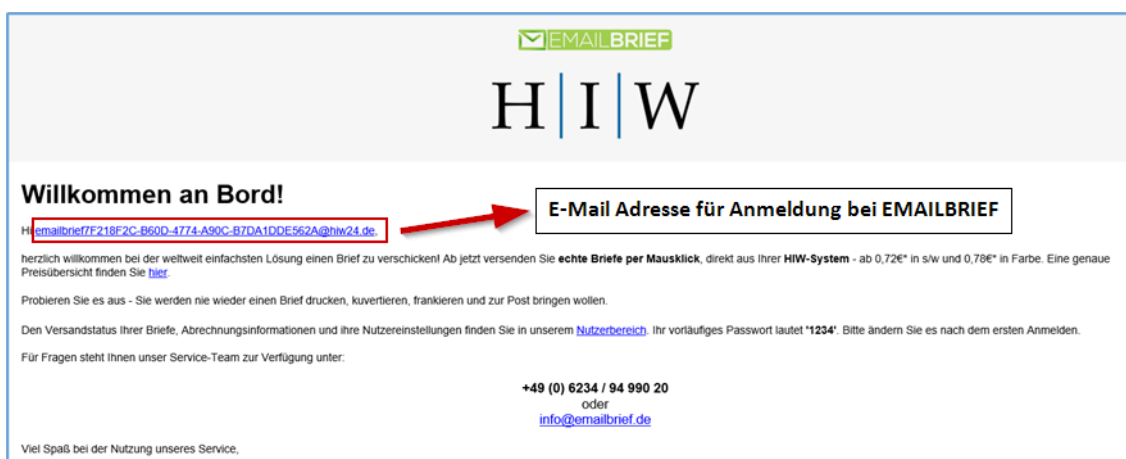 EMAILBRIEF
H|I|W
Willkommen an Bord!
E-Mail Adresse für Anmeldung bei EMAILBRIEF
Hi emailbrief7F218F2C-B60D-4774-A90C-B7DA1DDE562A@hiw24.de,
herzlich willkommen bei der weltweit einfachsten Lösung einen Brief zu verschicken! Ab jetzt versenden Sie echte Briefe per Mausklick, direkt aus Ihrer HIW-System - ab 0,72€* in s/w und 0,78€* in Farbe. Eine genaue
Preisübersicht finden Sie hier.
Probieren Sie es aus - Sie werden nie wieder einen Brief drucken, kuvertieren, frankieren und zur Post bringen wollen.
Den Versandstatus Ihrer Briefe, Abrechnungsinformationen und ihre Nutzereinstellungen finden Sie in unserem Nutzerbereich. Ihr vorläufiges Passwort lautet '1234'. Bitte ändern Sie es nach dem ersten Anmelden.
Für Fragen steht Ihnen unser Service-Team zur Verfügung unter:
+49 (0) 6234 / 94 990 20
oder
info@emailbrief.de
Viel Spaß bei der Nutzung unseres Service,